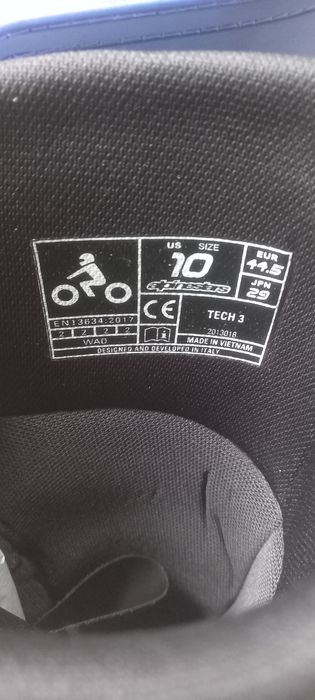 US SIZE
10
alpinestars
EUR
44.5
JPN
29
EN13634:2017
2 2 2 2
WAD
CE
i
TECH 3
2013018
MADE IN VIETNAM
DESIGNED AND DEVELOPED IN ITALY